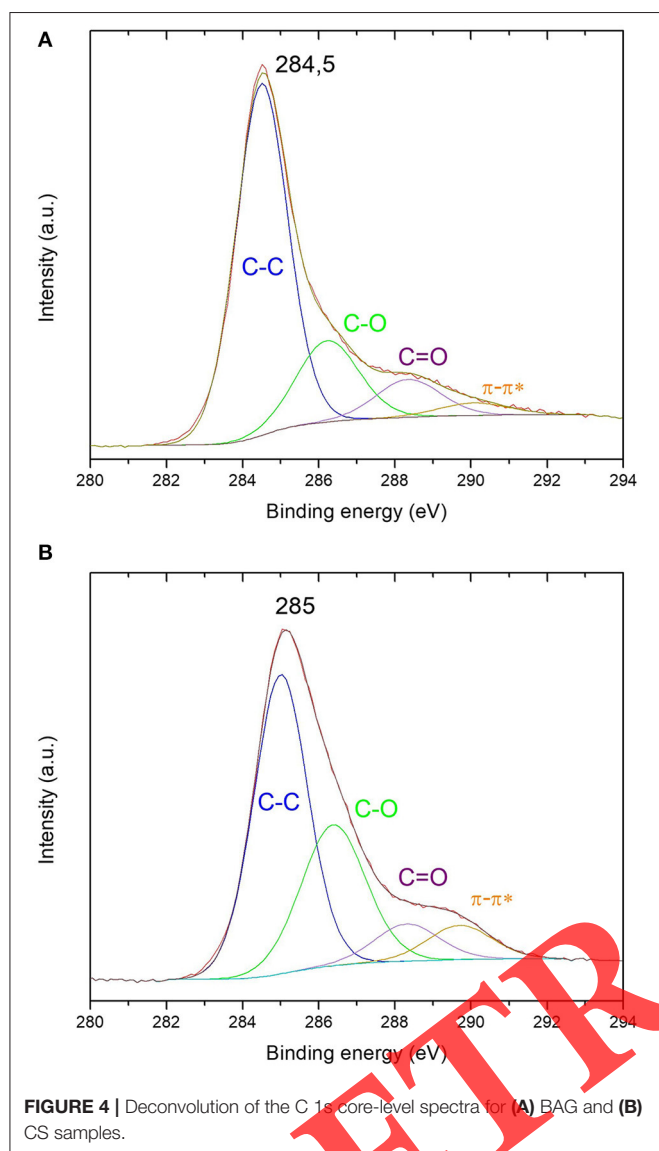 A
284,5
C-C
C-O
C=O
π-π*
Intensity (a.u.)
280 282 284 286 288 290 292 294
Binding energy (eV)
B
285
C-C
C-O
C=O
π-π*
Intensity (a.u.)
280 282 284 286 288 290 292 294
Binding energy (eV)
FIGURE 4 | Deconvolution of the C 1s core-level spectra for (A) BAG and (B)
CS samples.
ETR